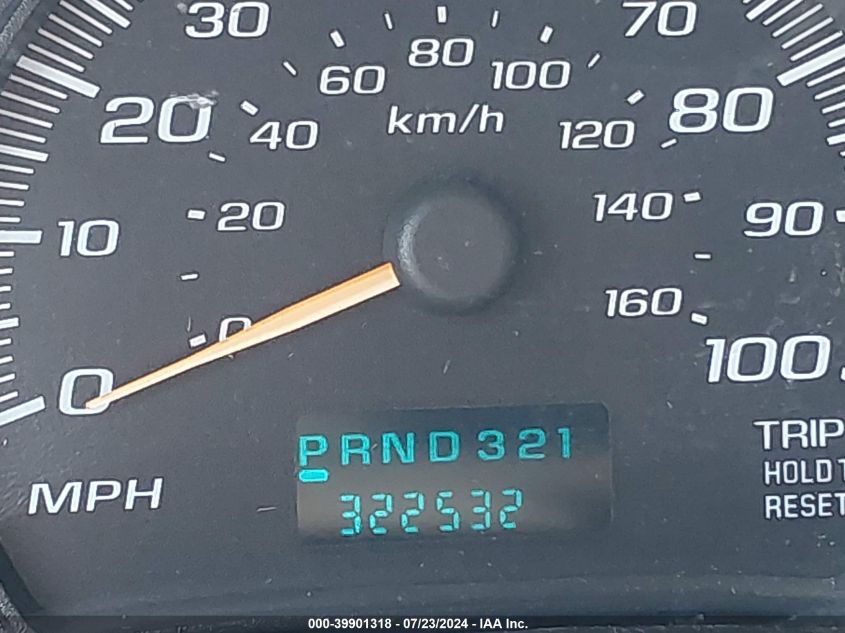 30 70
80
60 100
20 80
40 km/h 120
20 140 90
10
0 160
0 100
PRND321
TRIP
MPH HOLD
322532 RESET
000-39901318 - 07/23/2024 - IAA Inc.